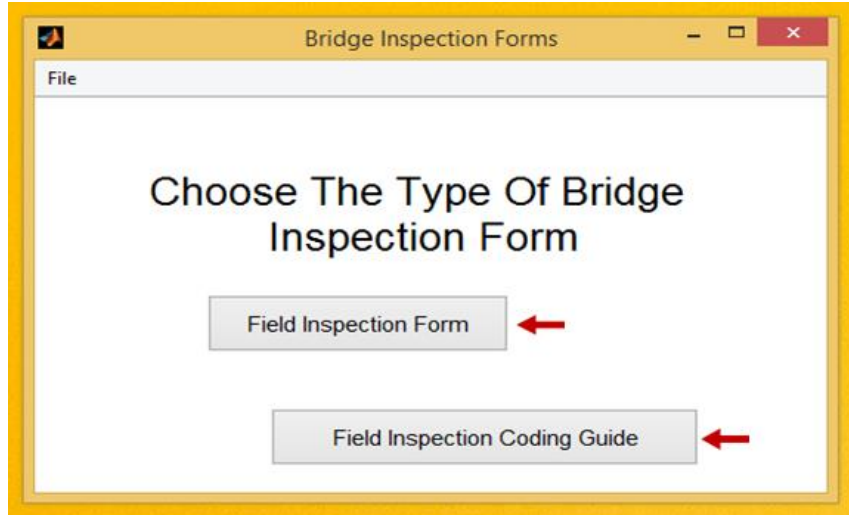 Bridge Inspection Forms
File
Choose The Type Of Bridge
Inspection Form
Field Inspection Form
Field Inspection Coding Guide